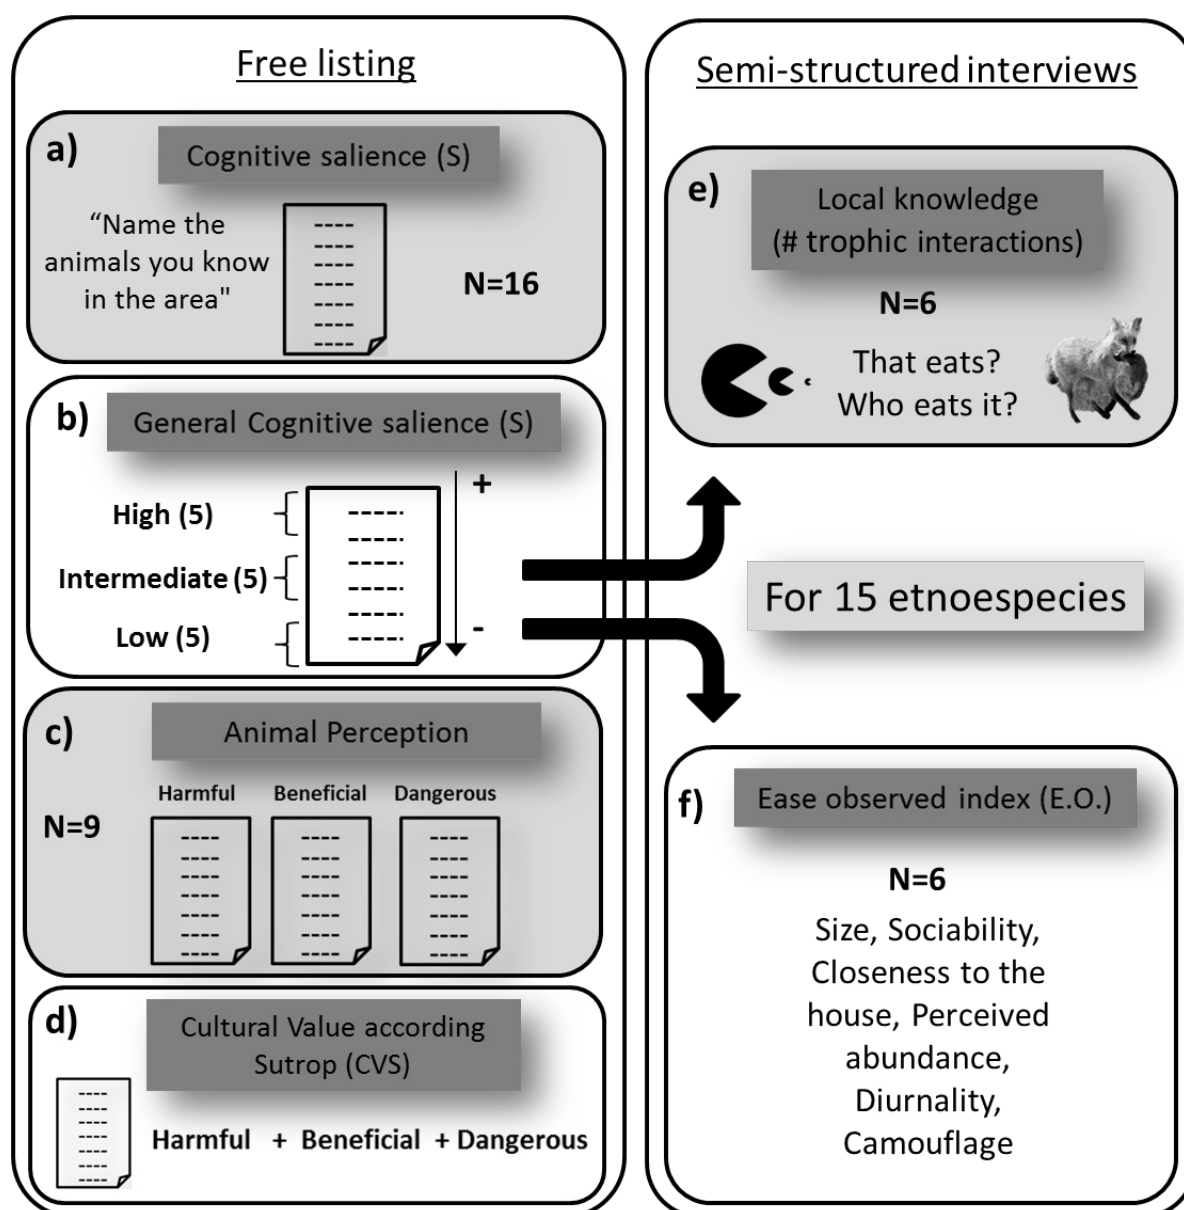 Free listing
a)
Cognitive salience (S)
“Name the
animals you know
in the area"
N=16
b)
General Cognitive salience (S)
+
High (5)
Intermediate (5)
Low (5)
-
c)
Animal Perception
Harmful Beneficial Dangerous
N=9
d)
Cultural Value according
Sutrop (CVS)
Harmful + Beneficial + Dangerous
Semi-structured interviews
e)
Local knowledge
(# trophic interactions)
N=6
That eats?
Who eats it?
For 15 etnoespecies
f)
Ease observed index (E.O.)
N=6
Size, Sociability,
Closeness to the
house, Perceived
abundance,
Diurnality,
Camouflage